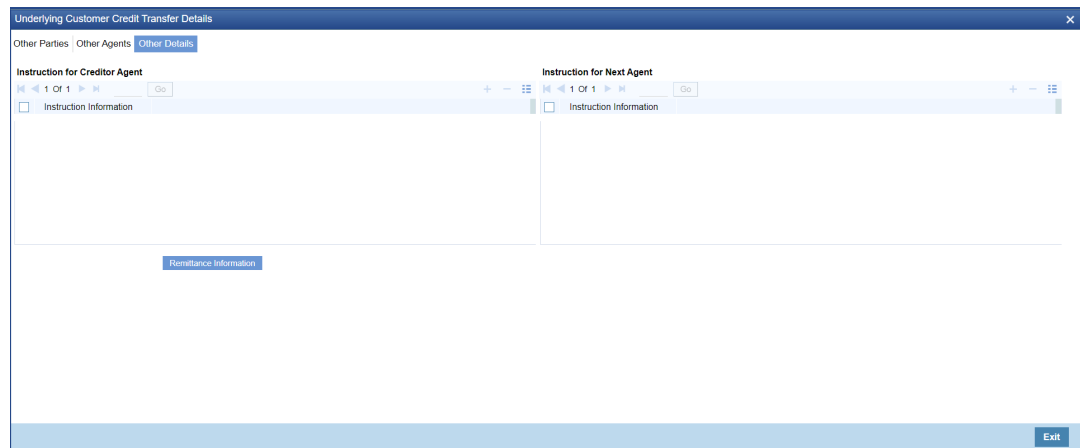 Underlying Customer Credit Transfer Details
Other Parties Other Agents Other Details
Instruction for Creditor Agent
1 Of 1 Go
Instruction Information
Instruction for Next Agent
1 Of 1 Go
Instruction Information
Remittance Information
Exit